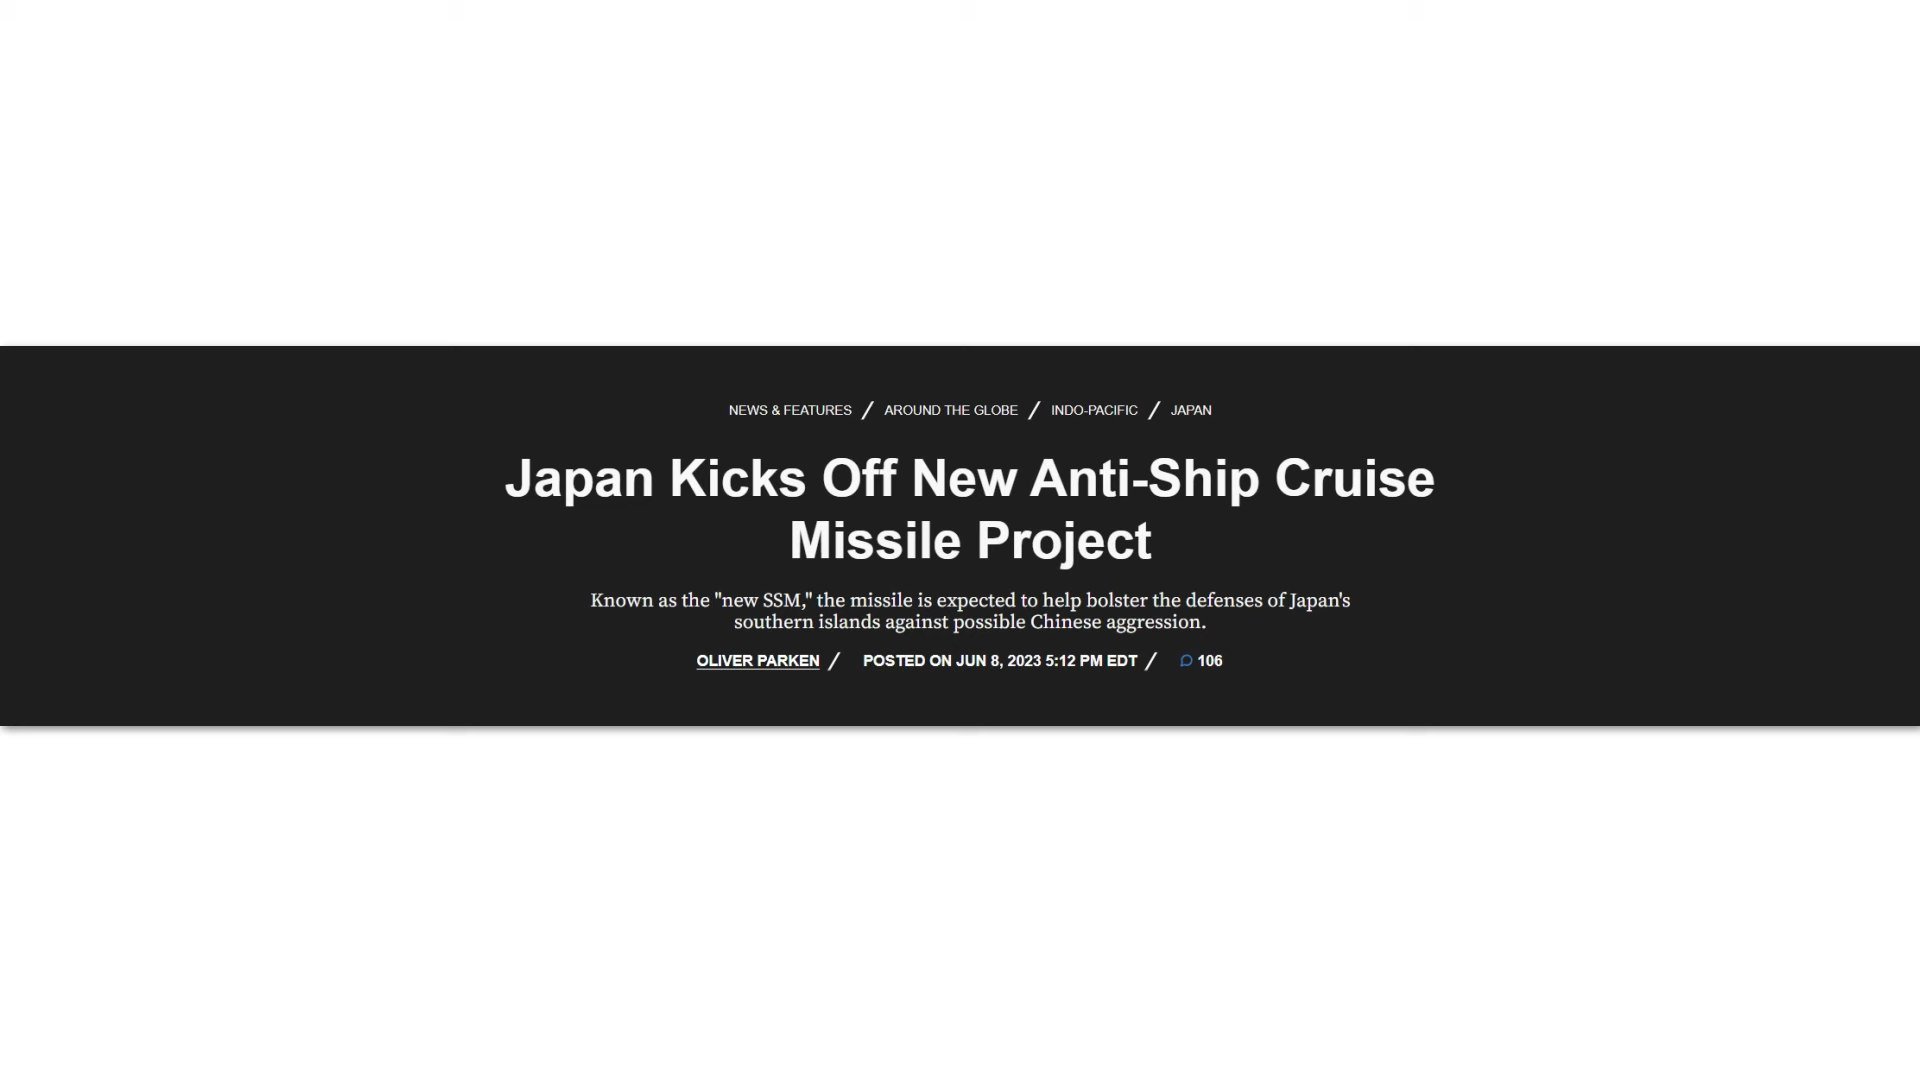 NEWS & FEATURES / AROUND THE GLOBE / INDO-PACIFIC / JAPAN
Japan Kicks Off New Anti-Ship Cruise
Missile Project
Known as the "new SSM," the missile is expected to help bolster the defenses of Japan's
southern islands against possible Chinese aggression.
OLIVER PARKEN / POSTED ON JUN 8, 2023 5:12 PM EDT / 106